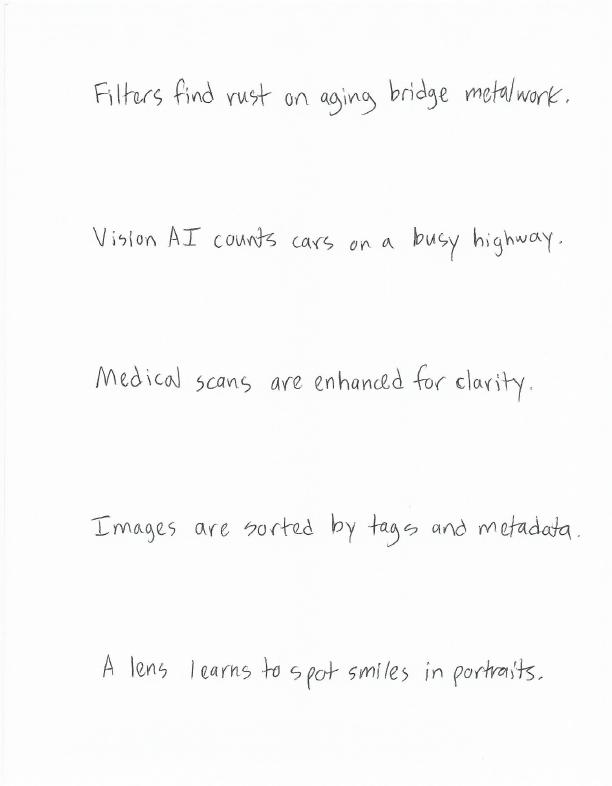 Filters find rust on aging bridge metalwork.
Vision AI counts cars on a busy highway.
Medical scans are enhanced for clarity.
Images are sorted by tags and metadata.
A lens learns to spot smiles in portraits.